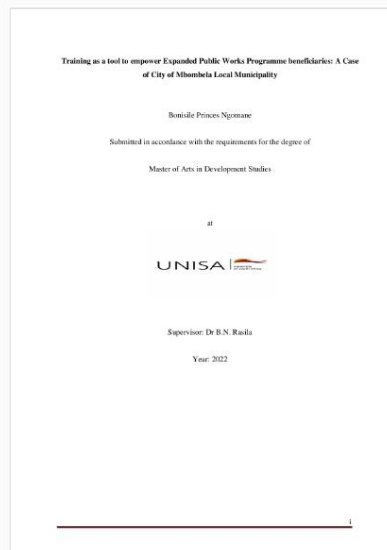 Training as a tool to empower Expanded Public Works Programme beneficiaries: A Case
of City of Mbombela Local Municipality
Bonisile Princes Ngomane
Submitted in accordance with the requirements for the degree of
Master of Arts in Development Studies
at
UNISA
Supervisor: Dr B.N. Rasila
Year: 2022
i